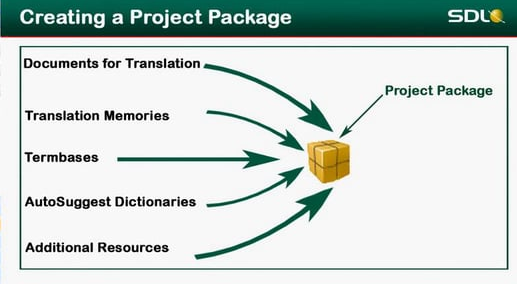 Creating a Project Package
SDL
Documents for Translation
Project Package
Translation Memories
Termbases
AutoSuggest Dictionaries
Additional Resources